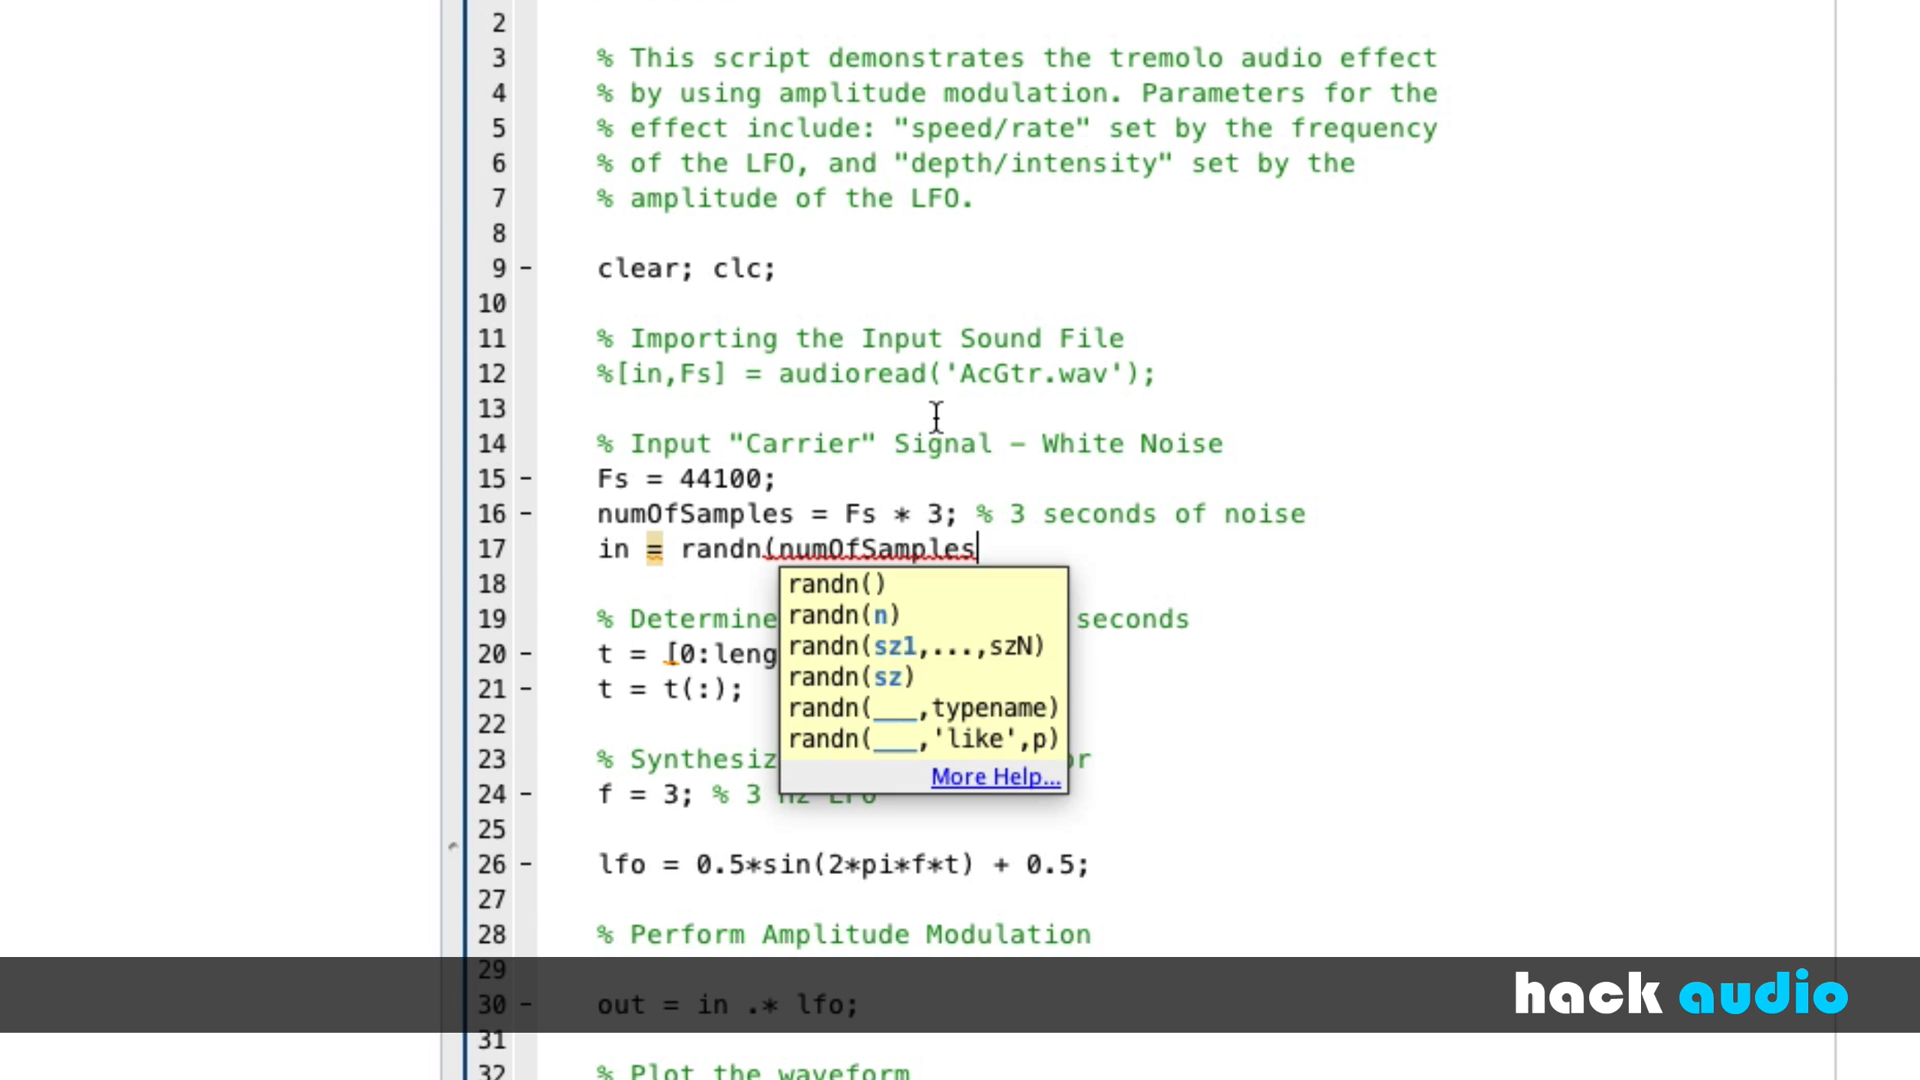 2
3 % This script demonstrates the tremolo audio effect
4 % by using amplitude modulation. Parameters for the
5 % effect include: "speed/rate" set by the frequency
6 % of the LFO, and "depth/intensity" set by the
7 % amplitude of the LFO.
8
9 - clear; clc;
10
11 % Importing the Input Sound File
12 %[in,Fs] = audioread('AcGtr.wav');
13
14 % Input "Carrier" Signal – White Noise
15 - Fs = 44100;
16 - numOfSamples = Fs * 3; % 3 seconds of noise
17 in = randn(numOfSamples
randn()
randn(n)
randn(sz1,...,szN)
randn(sz)
randn(___,typename)
randn(___,'like',p)
More Help...
18
19 % Determine seconds
20 - t = [0:leng
21 - t = t(:);
22
23 % Synthesiz
24 - f = 3; % 3 Hz LFO
25
26 - lfo = 0.5*sin(2*pi*f*t) + 0.5;
27
28 % Perform Amplitude Modulation
29
30 - out = in .* lfo;
31
32 % Plot the waveform
hack audio